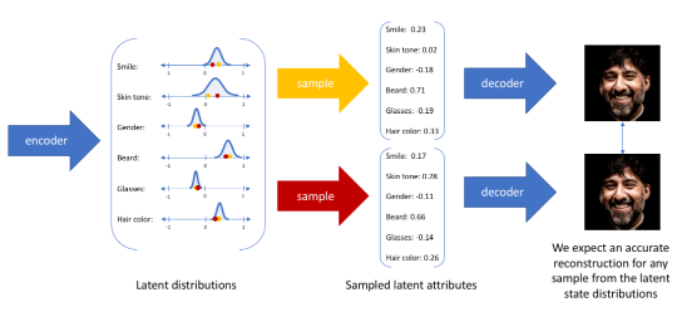 encoder
Smile:
-1 0 1
Skin tone:
-1 0 1
Gender:
-1 0 1
Beard:
-1 0 1
Glasses:
-1 0 1
Hair color:
-1 0 1
Latent distributions
sample
Smile: 0.23
Skin tone: 0.02
Gender: -0.18
Beard: 0.71
Glasses: -0.19
Hair color: 0.33
decoder
sample
Smile: 0.17
Skin tone: 0.28
Gender: -0.11
Beard: 0.66
Glasses: -0.14
Hair color: 0.26
decoder
Sampled latent attributes
We expect an accurate
reconstruction for any
sample from the latent
state distributions